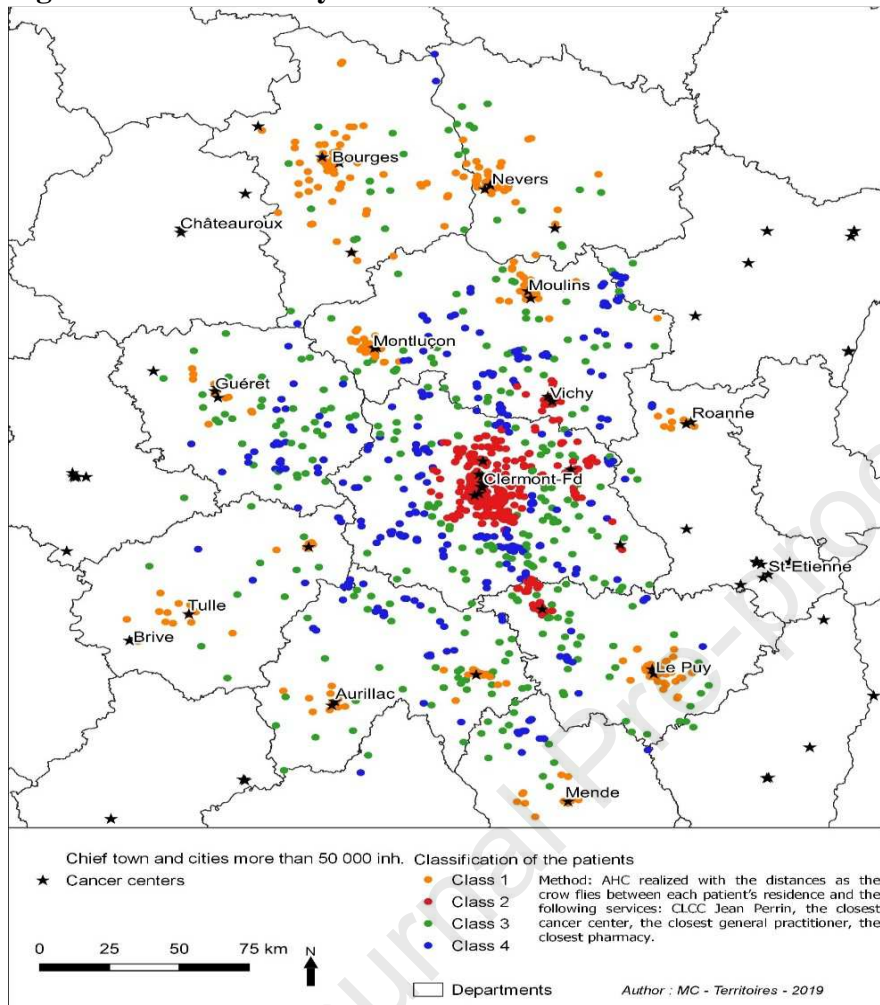 Bourges
Nevers
Châteauroux
Moulins
Montluçon
Guéret
Vichy
Roanne
Clermont-Fd
St-Etienne
Tulle
Brive
Le Puy
Aurillac
Mende
Journal Pre-proo
Chief town and cities more than 50 000 inh.
Cancer centers
0 25 50 75 km
N
Classification of the patients
Class 1
Class 2
Class 3
Class 4
Method: AHC realized with the distances as the
crow flies between each patient's residence and the
following services: CLCC Jean Perrin, the closest
cancer center, the closest general practitioner, the
closest pharmacy.
Departments
Author : MC - Territoires - 2019